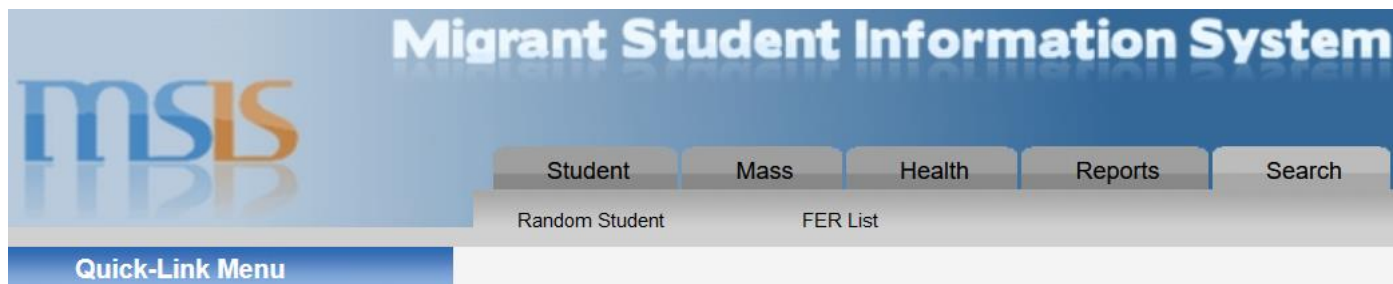 Migrant Student Information System
msis
Student Mass Health Reports Search
Random Student FER List
Quick-Link Menu